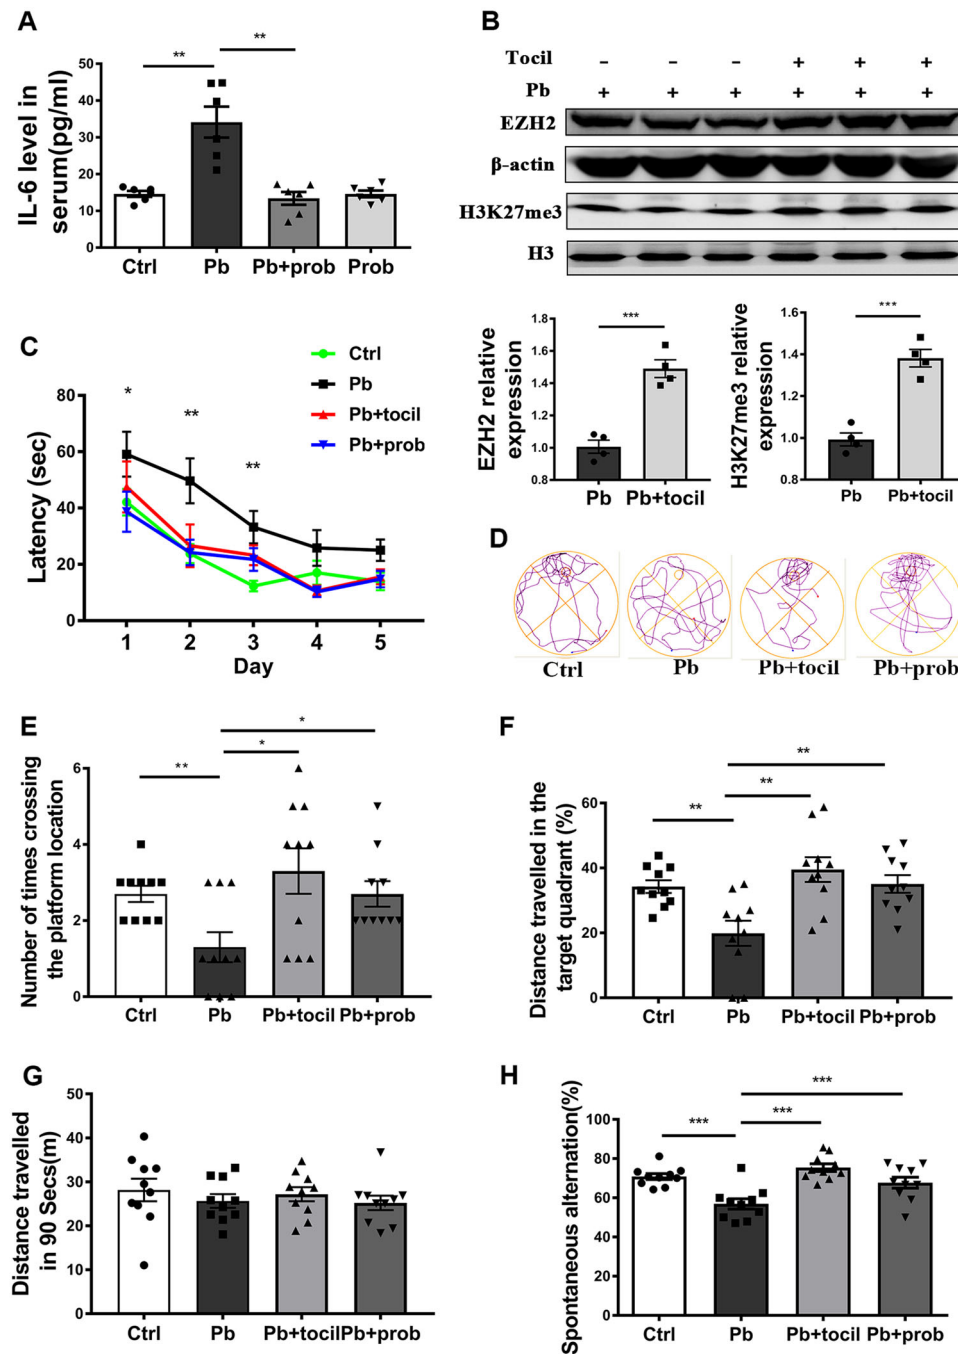 A
IL-6 level in
serum(pg/ml)
50
40
30
20
10
0
**
**
Ctrl
Pb
Pb+prob
Prob
B
Tocil
- - - + + +
Pb
+ + + + + +
EZH2
β-actin
H3K27me3
H3
EZH2 relative
expression
1.8
1.6
1.4
1.2
1.0
0.8
***
Pb
Pb+tocil
H3K27me3 relative
expression
1.6
1.4
1.2
1.0
0.8
***
Pb
Pb+tocil
C
Ctrl
Pb
Pb+tocil
Pb+prob
Latency (sec)
80
60
40
20
0
*
**
**
1 2 3 4 5
Day
D
Ctrl
Pb
Pb+tocil
Pb+prob
E
Number of times crossing
the platform location
6
4
2
0
**
*
*
Ctrl
Pb
Pb+tocil
Pb+prob
F
Distance travelled in the
target quadrant (%)
60
40
20
0
**
**
**
Ctrl
Pb
Pb+tocil
Pb+prob
G
Distance travelled
in 90 Secs(m)
50
40
30
20
10
0
Ctrl
Pb
Pb+tocil
Pb+prob
H
Spontaneous alternation(%)
100
80
60
40
20
0
***
***
***
Ctrl
Pb
Pb+tocil
Pb+prob